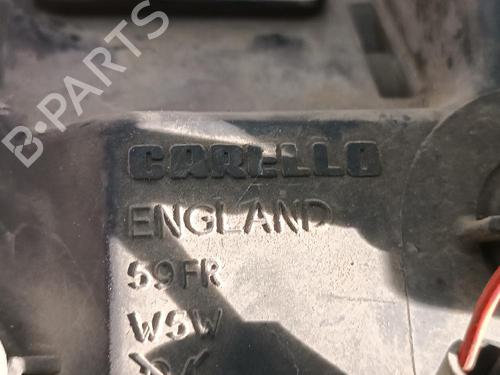 B-PARTS
CARELLO
ENGLAND
59FR
W5W